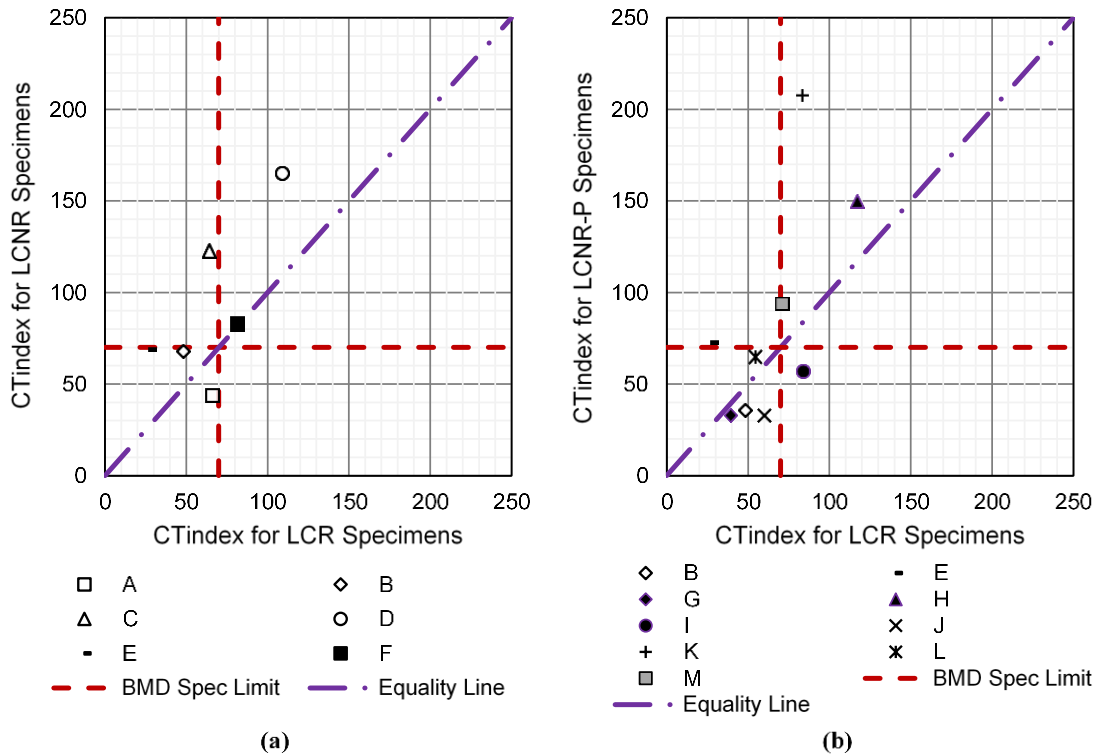 250
200
150
100
50
0
CTindex for LCNR Specimens
0 50 100 150 200 250
CTindex for LCR Specimens
A B
C D
E F
BMD Spec Limit Equality Line
(a)
250
200
150
100
50
0
CTindex for LCNR-P Specimens
0 50 100 150 200 250
CTindex for LCR Specimens
B E
G H
I J
K L
M BMD Spec Limit
Equality Line
(b)